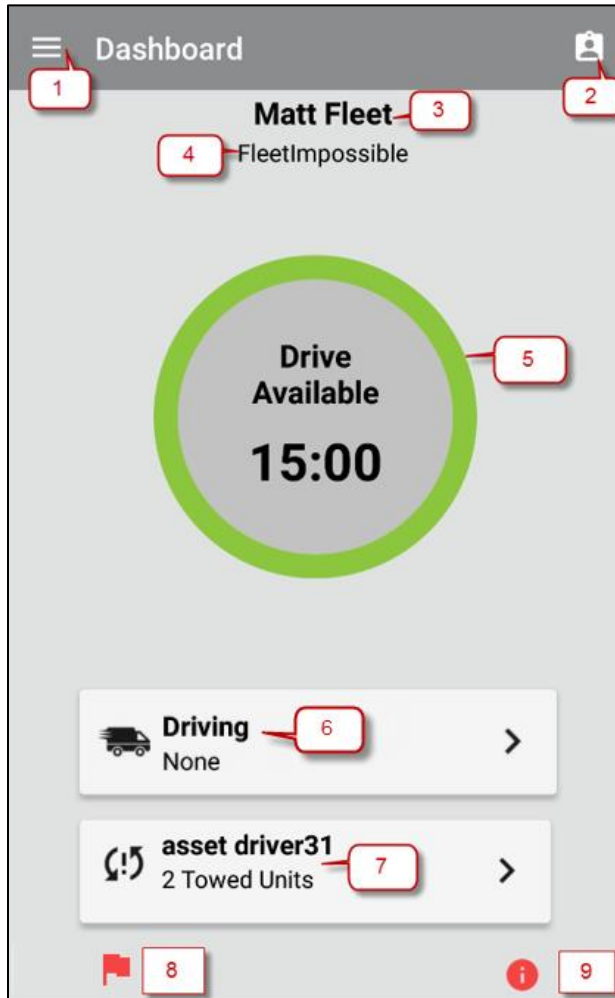 Dashboard
1
2
Matt Fleet
3
4
FleetImpossible
Drive
Available
15:00
5
Driving
6
None
asset driver31
2 Towed Units
7
8
9